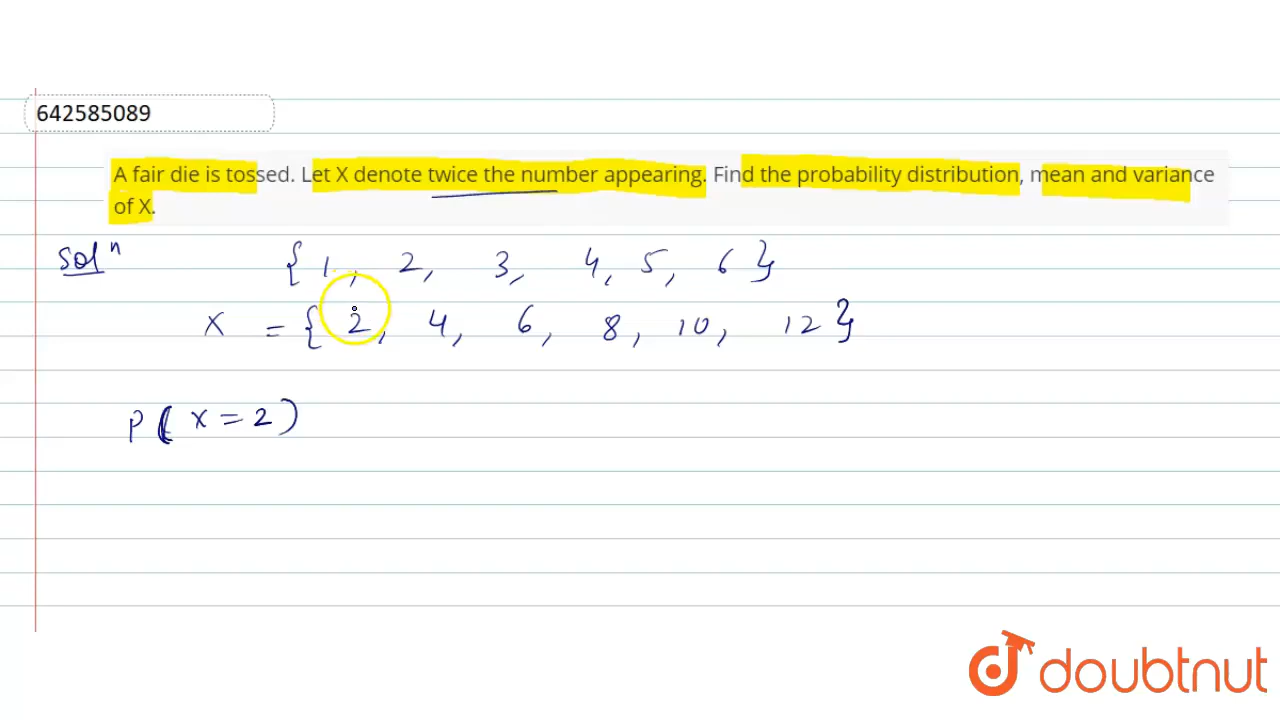 642585089
A fair die is tossed. Let X denote twice the number appearing. Find the probability distribution, mean and variance
of X.
Solⁿ { 1, 2, 3, 4, 5, 6 }
X = { 2, 4, 6, 8, 10, 12 }
P( X = 2 )
doubtnut